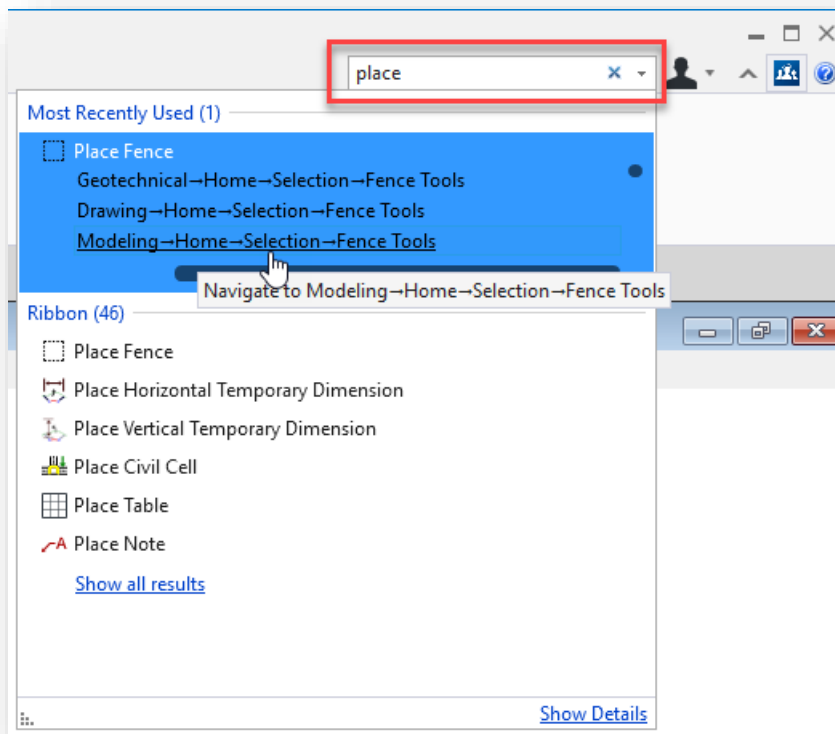 place
Most Recently Used (1)
Place Fence
Geotechnical→Home→Selection→Fence Tools
Drawing→Home→Selection→Fence Tools
Modeling→Home→Selection→Fence Tools
Navigate to Modeling→Home→Selection→Fence Tools
Ribbon (46)
Place Fence
Place Horizontal Temporary Dimension
Place Vertical Temporary Dimension
Place Civil Cell
Place Table
A Place Note
Show all results
Show Details